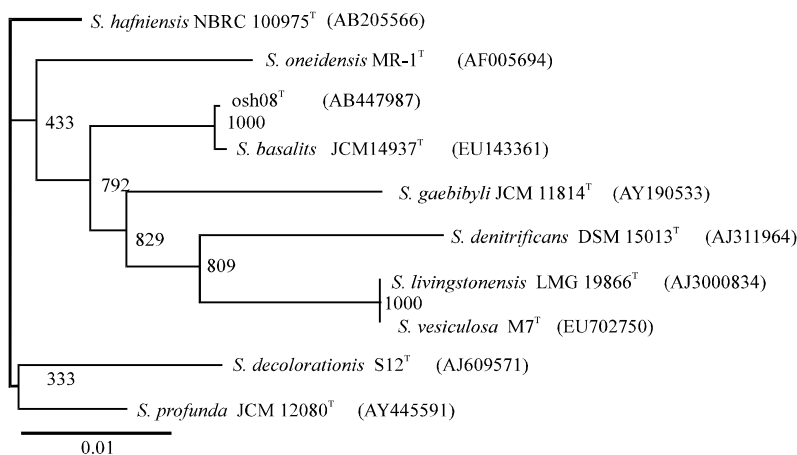 S. hafniensis NBRC 100975T (AB205566)
S. oneidensis MR-1T (AF005694)
osh08T (AB447987)
433
1000
S. basalits JCM14937T (EU143361)
792
S. gaebibyli JCM 11814T (AY190533)
829
S. denitrificans DSM 15013T (AJ311964)
809
S. livingstonensis LMG 19866T (AJ3000834)
1000
S. vesiculosa M7T (EU702750)
S. decolorationis S12T (AJ609571)
333
S. profunda JCM 12080T (AY445591)
0.01